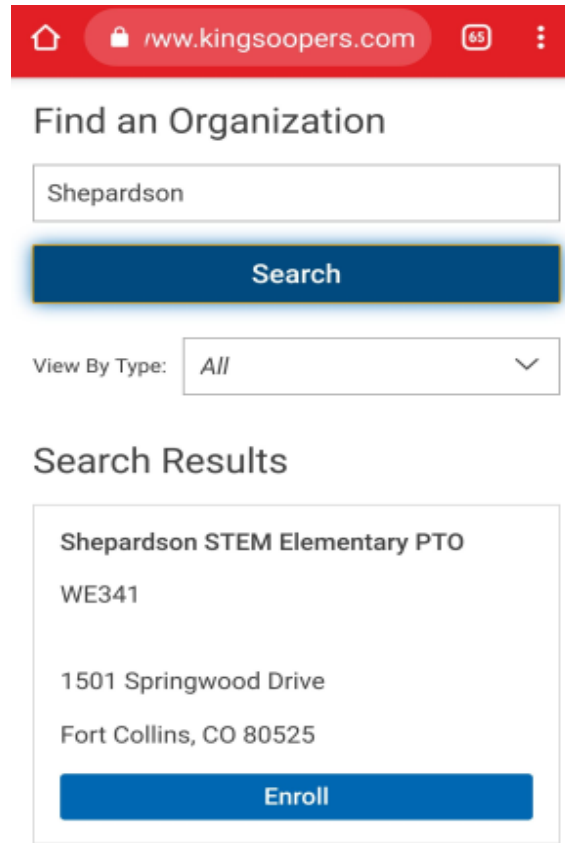 /ww.kingsoopers.com 65
Find an Organization
Shepardson
Search
View By Type: All
Search Results
Shepardson STEM Elementary PTO
WE341
1501 Springwood Drive
Fort Collins, CO 80525
Enroll